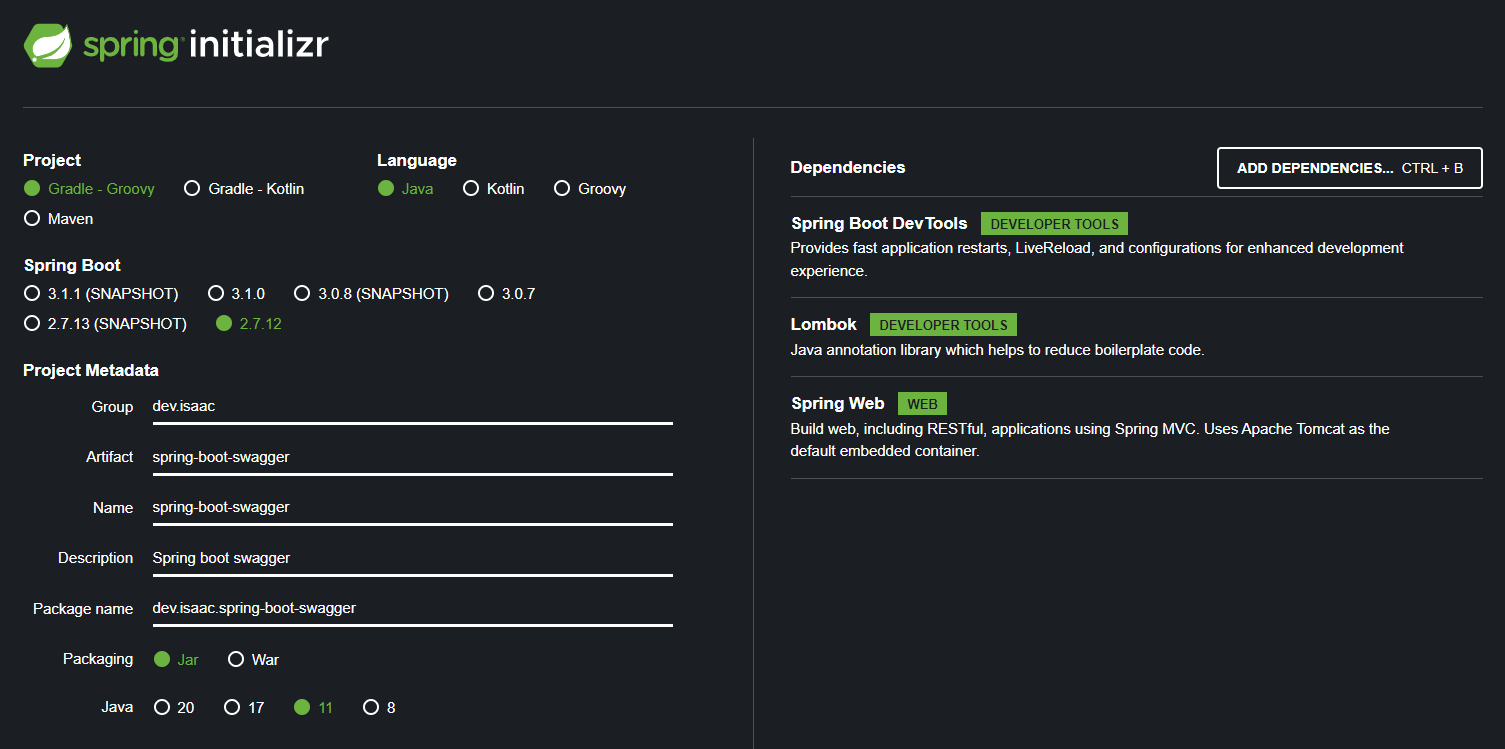 spring initializr
Project
Gradle - Groovy Gradle - Kotlin
Maven
Language
Java Kotlin Groovy
Spring Boot
3.1.1 (SNAPSHOT) 3.1.0 3.0.8 (SNAPSHOT) 3.0.7
2.7.13 (SNAPSHOT) 2.7.12
Project Metadata
Group dev.isaac
Artifact spring-boot-swagger
Name spring-boot-swagger
Description Spring boot swagger
Package name dev.isaac.spring-boot-swagger
Packaging Jar War
Java 20 17 11 8
Dependencies ADD DEPENDENCIES... CTRL + B
Spring Boot DevTools DEVELOPER TOOLS
Provides fast application restarts, LiveReload, and configurations for enhanced development
experience.
Lombok DEVELOPER TOOLS
Java annotation library which helps to reduce boilerplate code.
Spring Web WEB
Build web, including RESTful, applications using Spring MVC. Uses Apache Tomcat as the
default embedded container.